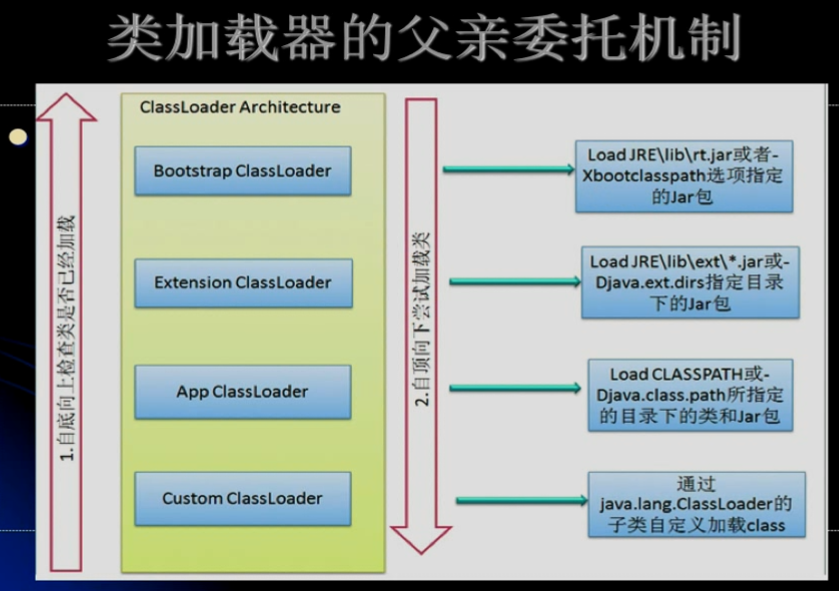 类加载器的父亲委托机制
ClassLoader Architecture
1.自底向上检查类是否已经加载
2.自顶向下尝试加载类
Bootstrap ClassLoader
Load JRE\lib\rt.jar或者-
Xbootclasspath选项指定
的Jar包
Extension ClassLoader
Load JRE\lib\ext\*.jar或-
Djava.ext.dirs指定目录
下的Jar包
App ClassLoader
Load CLASSPATH或-
Djava.class.path所指定
的目录下的类和Jar包
Custom ClassLoader
通过
java.lang.ClassLoader的
子类自定义加载class